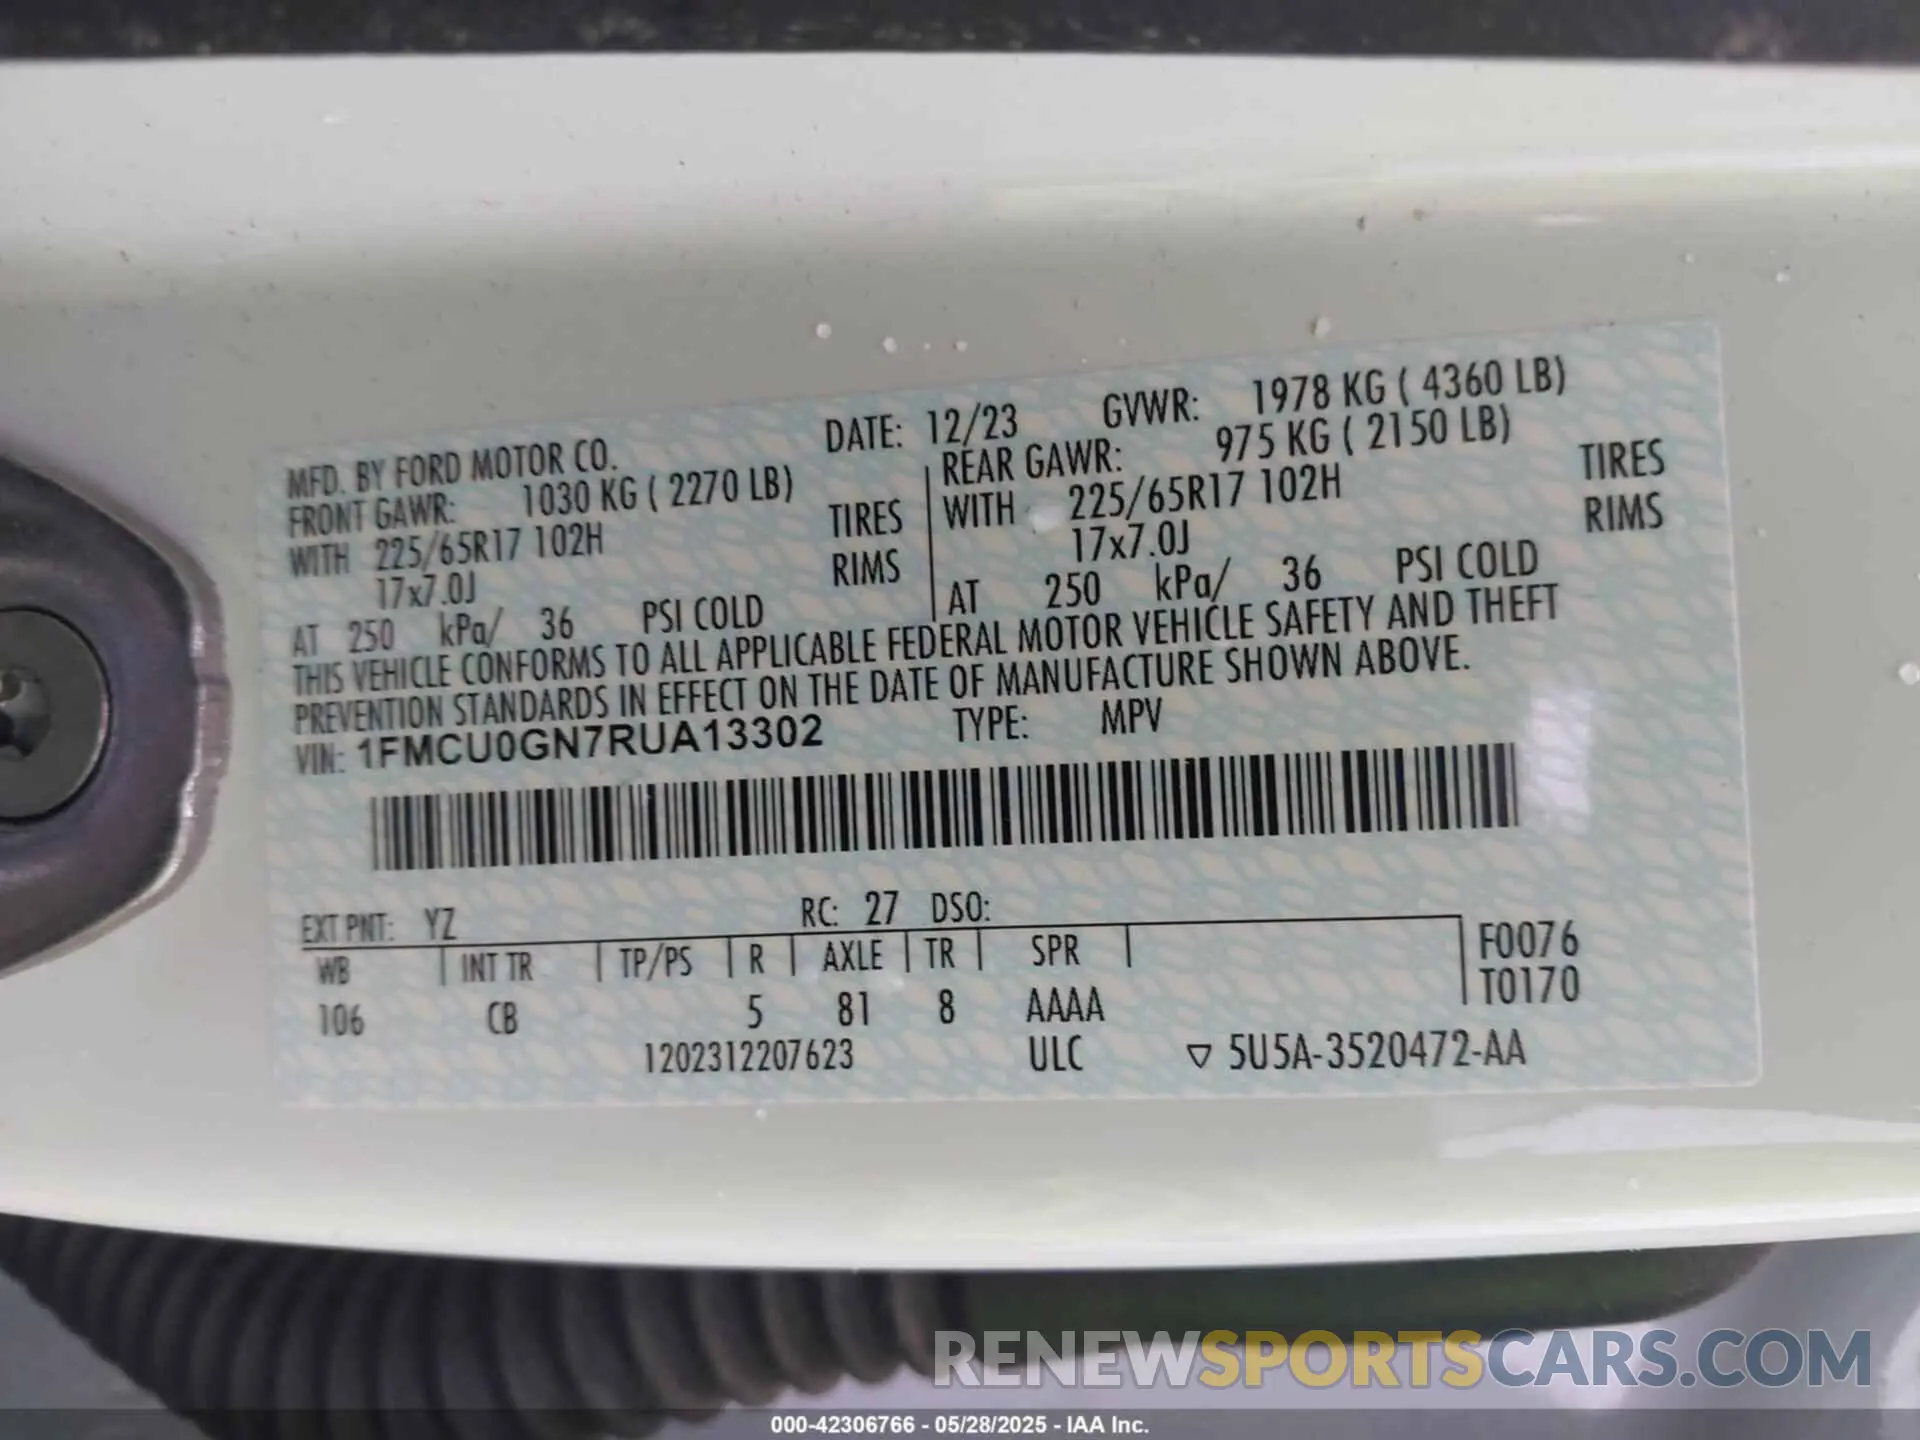 MFD. BY FORD MOTOR CO. DATE: 12/23 GVWR: 1978 KG ( 4360 LB)
FRONT GAWR: 1030 KG ( 2270 LB) REAR GAWR: 975 KG ( 2150 LB)
WITH 225/65R17 102H TIRES WITH 225/65R17 102H TIRES
17x7.0J RIMS 17x7.0J RIMS
AT 250 kPa/ 36 PSI COLD AT 250 kPa/ 36 PSI COLD
THIS VEHICLE CONFORMS TO ALL APPLICABLE FEDERAL MOTOR VEHICLE SAFETY AND THEFT
PREVENTION STANDARDS IN EFFECT ON THE DATE OF MANUFACTURE SHOWN ABOVE.
VIN: 1FMCU0GN7RUA13302 TYPE: MPV
EXT PNT: YZ RC: 27 DSO:
WB INT TR TP/PS R AXLE TR SPR F0076
106 CB 5 81 8 AAAA T0170
1202312207623 ULC ▽ 5U5A-3520472-AA
RENEWSPORTSCARS.COM
000-42306766 - 05/28/2025 - IAA Inc.